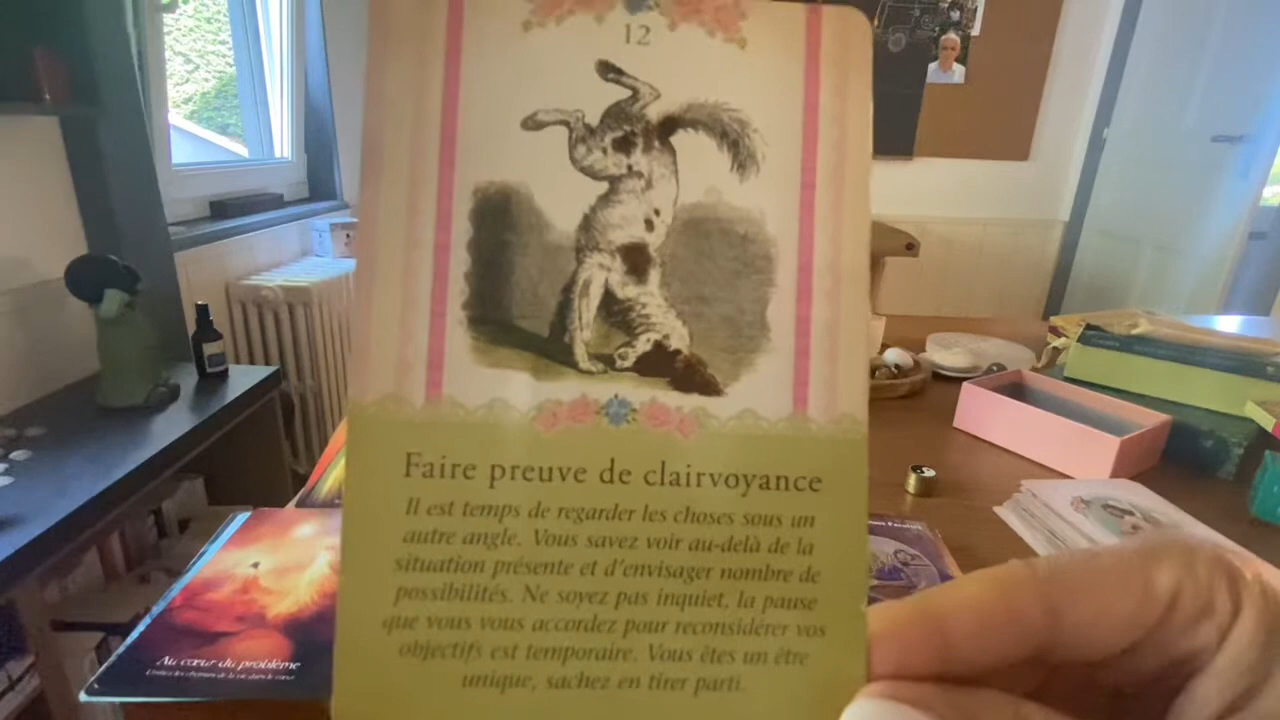 12
Faire preuve de clairvoyance
Il est temps de regarder les choses sous un
autre angle. Vous savez voir au-delà de la
situation présente et d'envisager nombre de
possibilités. Ne soyez pas inquiet, la pause
que vous vous accordez pour reconsidérer vos
objectifs est temporaire. Vous êtes un être
unique, sachez en tirer parti.
Au cœur du problème